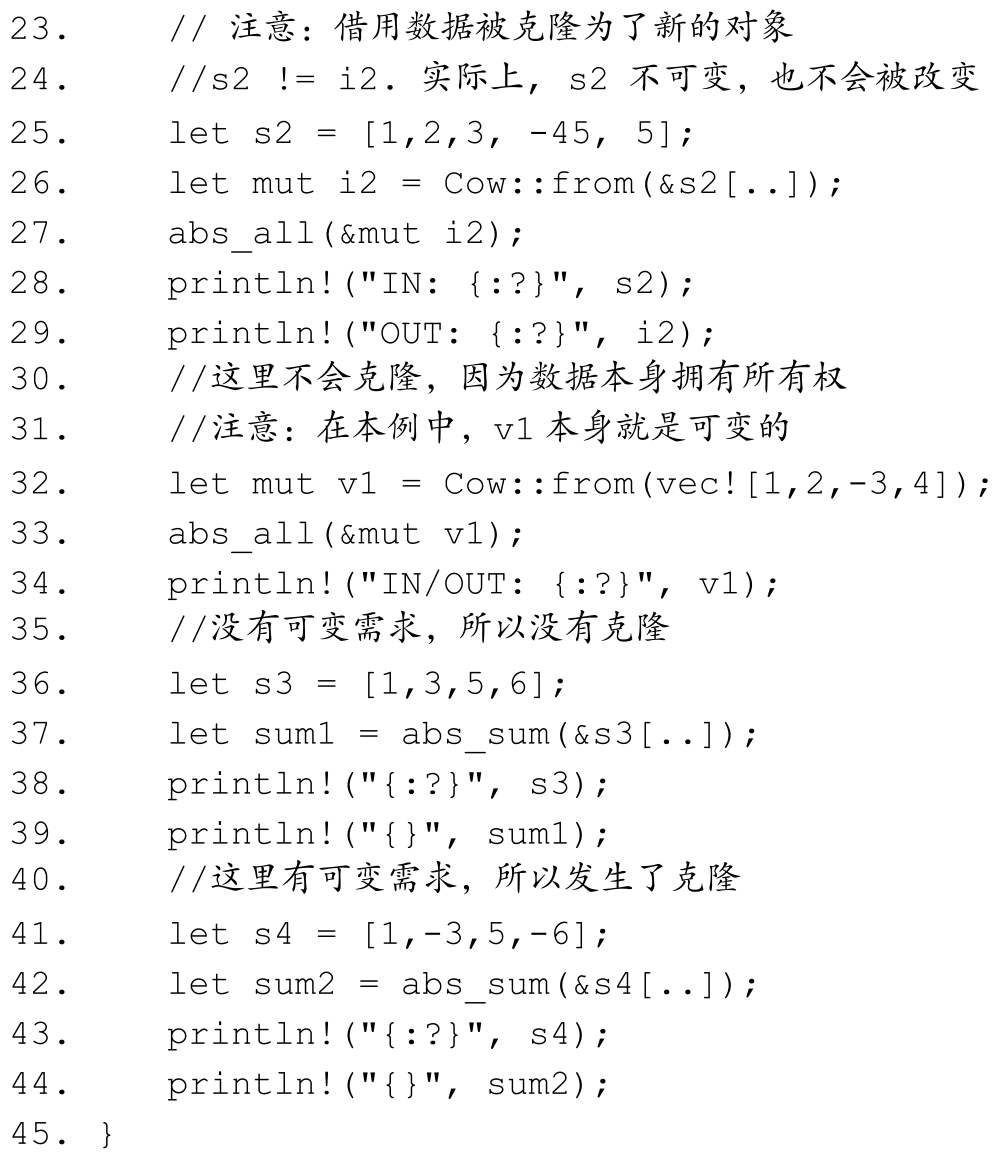 23.    // 注意：借用数据被克隆为了新的对象
24.    //s2 != i2. 实际上, s2 不可变，也不会被改变
25.    let s2 = [1,2,3, -45, 5];
26.    let mut i2 = Cow::from(&s2[..]);
27.    abs_all(&mut i2);
28.    println!("IN: {:?}", s2);
29.    println!("OUT: {:?}", i2);
30.    //这里不会克隆，因为数据本身拥有所有权
31.    //注意：在本例中，v1 本身就是可变的
32.    let mut v1 = Cow::from(vec![1,2,-3,4]);
33.    abs_all(&mut v1);
34.    println!("IN/OUT: {:?}", v1);
35.    //没有可变需求，所以没有克隆
36.    let s3 = [1,3,5,6];
37.    let sum1 = abs_sum(&s3[..]);
38.    println!("{:?}", s3);
39.    println!("{}", sum1);
40.    //这里有可变需求，所以发生了克隆
41.    let s4 = [1,-3,5,-6];
42.    let sum2 = abs_sum(&s4[..]);
43.    println!("{:?}", s4);
44.    println!("{}", sum2);
45. }